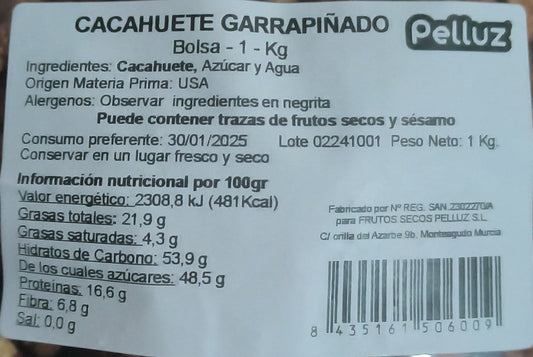 CACAHUETE GARRAPIÑADO
Pelluz
Bolsa - 1 - Kg
Ingredientes: Cacahuete, Azúcar y Agua
Origen Materia Prima: USA
Alergenos: Observar ingredientes en negrita
Puede contener trazas de frutos secos y sésamo
Consumo preferente: 30/01/2025 Lote 02241001 Peso Neto: 1 Kg.
Conservar en un lugar fresco y seco
Información nutricional por 100gr
Valor energético: 2308,8 kJ (481Kcal)
Grasas totales: 21,9 g
Grasas saturadas: 4,3 g
Hidratos de Carbono: 53,9 g
De los cuales azúcares: 48,5 g
Proteinas: 16,6 g
Fibra: 6,8 g
Sal: 0,0 g
Fabricado por Nº REG. SAN.
para FRUTOS SECOS PELLUZ S.L.
C/ orilla del Azarbe 9b. Monteagudo Murcia
8 435161 506009